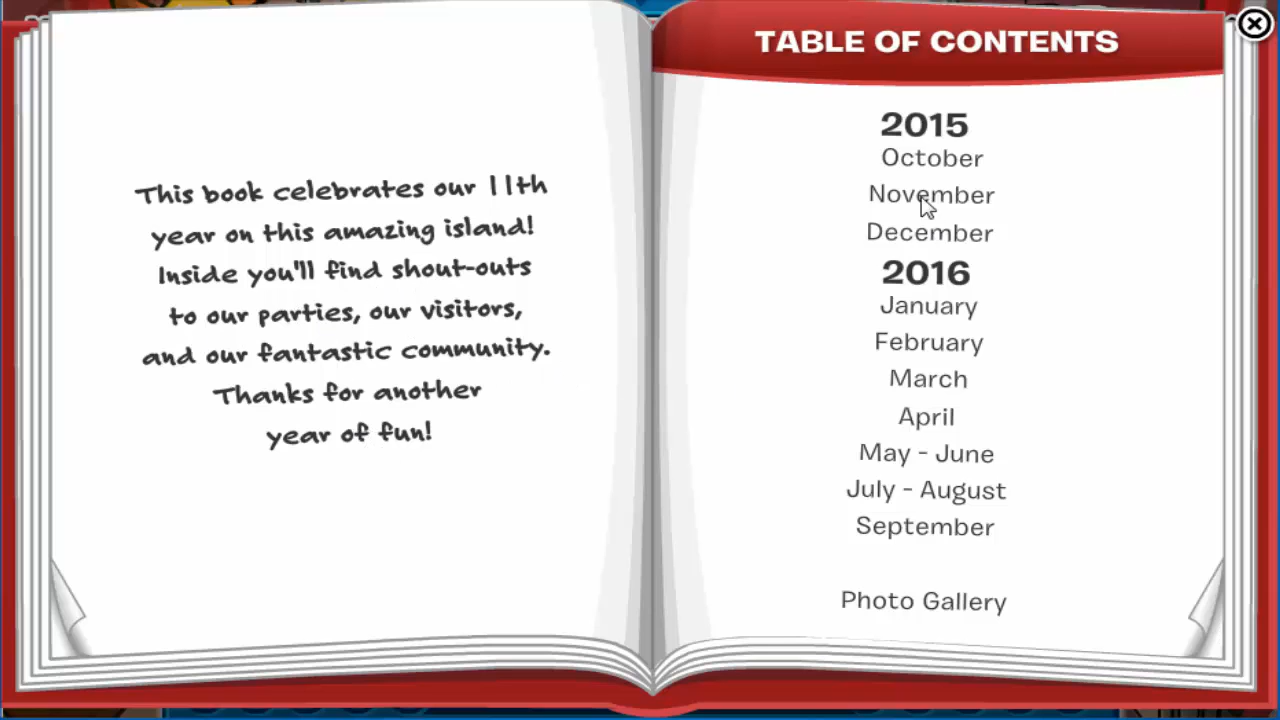 This book celebrates our 11th
year on this amazing island!
Inside you'll find shout-outs
to our parties, our visitors,
and our fantastic community.
Thanks for another
year of fun!
TABLE OF CONTENTS
2015
October
November
December
2016
January
February
March
April
May - June
July - August
September
Photo Gallery